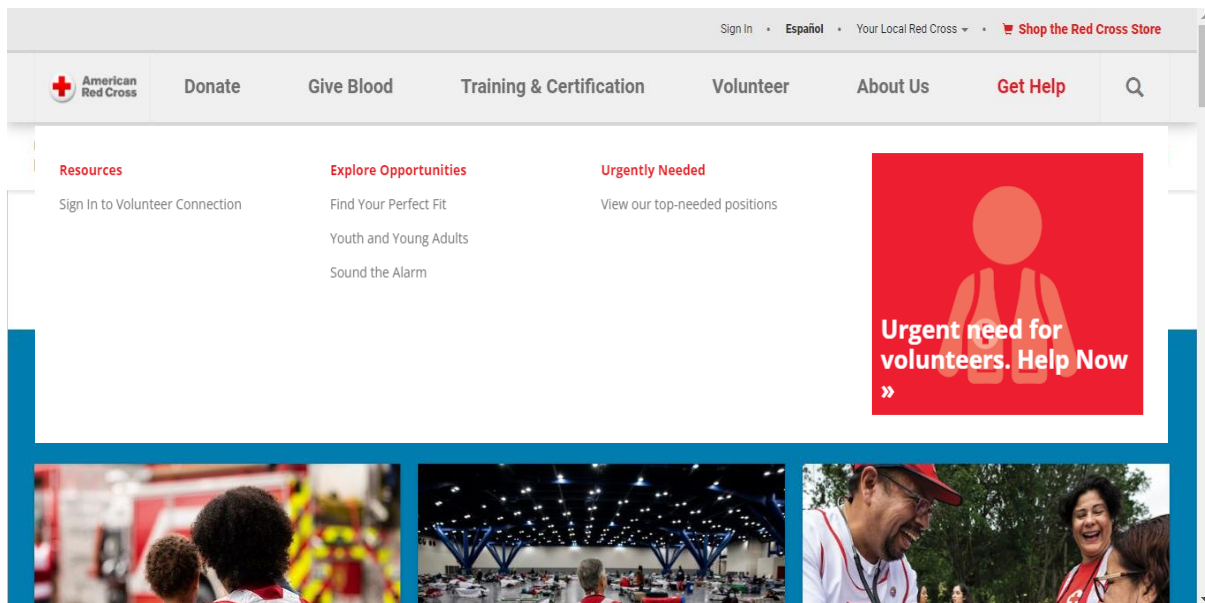 Sign In • Español • Your Local Red Cross • Shop the Red Cross Store
American
Red Cross
Donate
Give Blood
Training & Certification
Volunteer
About Us
Get Help
Resources
Sign In to Volunteer Connection
Explore Opportunities
Find Your Perfect Fit
Youth and Young Adults
Sound the Alarm
Urgently Needed
View our top-needed positions
Urgent need for
volunteers. Help Now
»